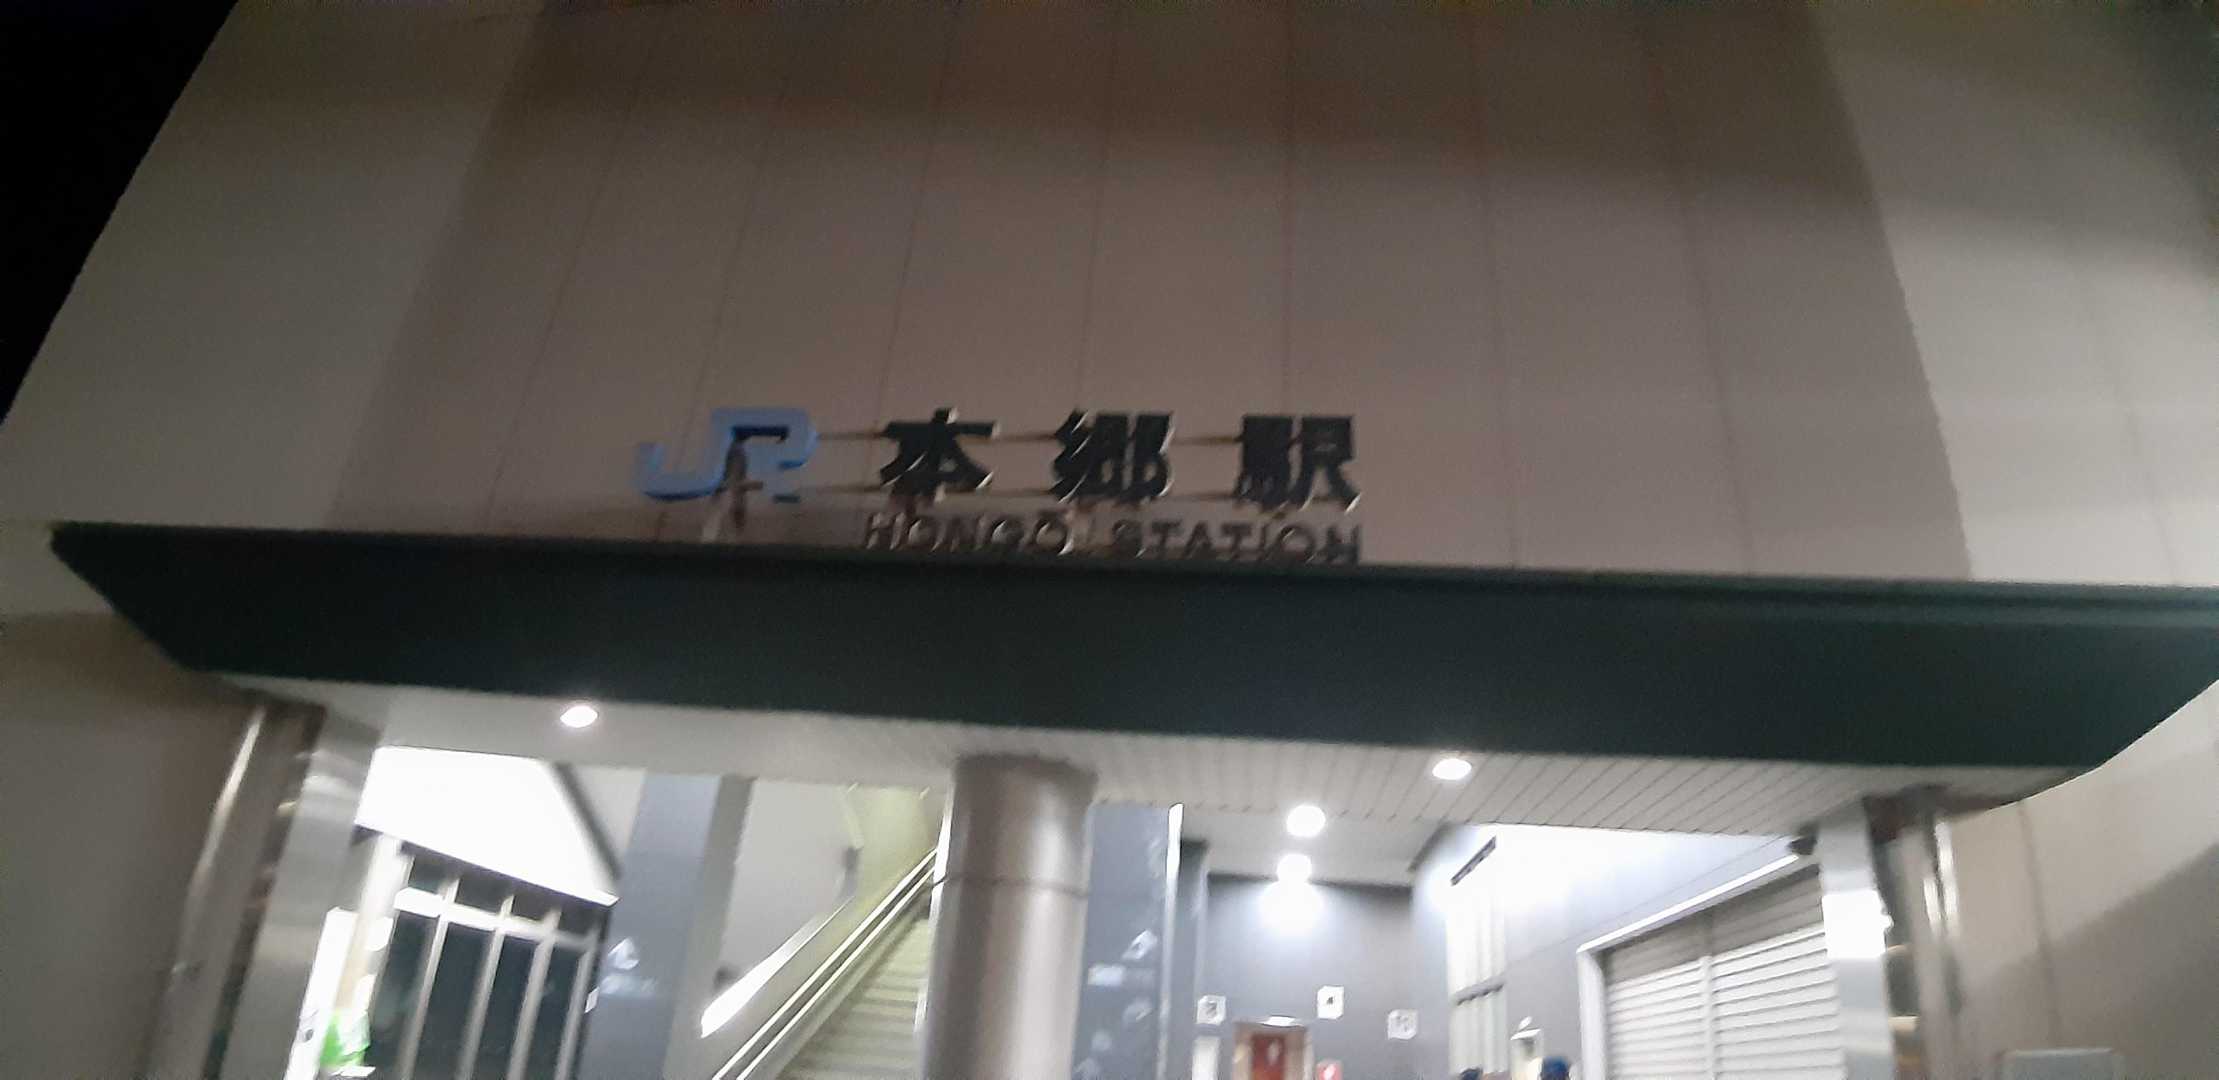 JR 本郷駅
HONGO STATION